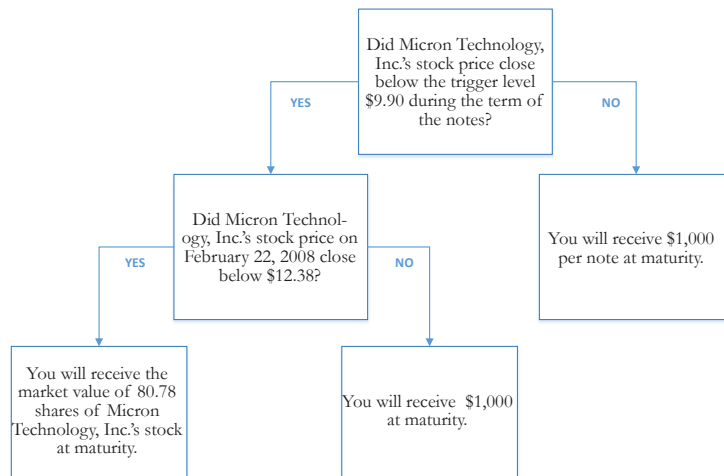 Did Micron Technology,
Inc.'s stock price close
below the trigger level
$9.90 during the term of
the notes?
YES
NO
Did Micron Technol-
ogy, Inc.'s stock price on
February 22, 2008 close
below $12.38?
You will receive $1,000
per note at maturity.
YES
NO
You will receive the
market value of 80.78
shares of Micron
Technology, Inc.'s stock
at maturity.
You will receive $1,000
at maturity.